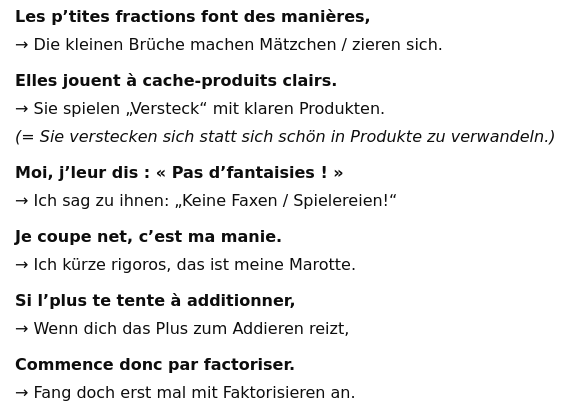 Les p’tites fractions font des manières,
→ Die kleinen Brüche machen Mätzchen / zieren sich.
Elles jouent à cache-produits clairs.
→ Sie spielen „Versteck“ mit klaren Produkten.
(= Sie verstecken sich statt sich schön in Produkte zu verwandeln.)
Moi, j’leur dis : « Pas d’fantaisies ! »
→ Ich sag zu ihnen: „Keine Faxen / Spielereien!“
Je coupe net, c’est ma manie.
→ Ich kürze rigoros, das ist meine Marotte.
Si l’plus te tente à additionner,
→ Wenn dich das Plus zum Addieren reizt,
Commence donc par factoriser.
→ Fang doch erst mal mit Faktorisieren an.